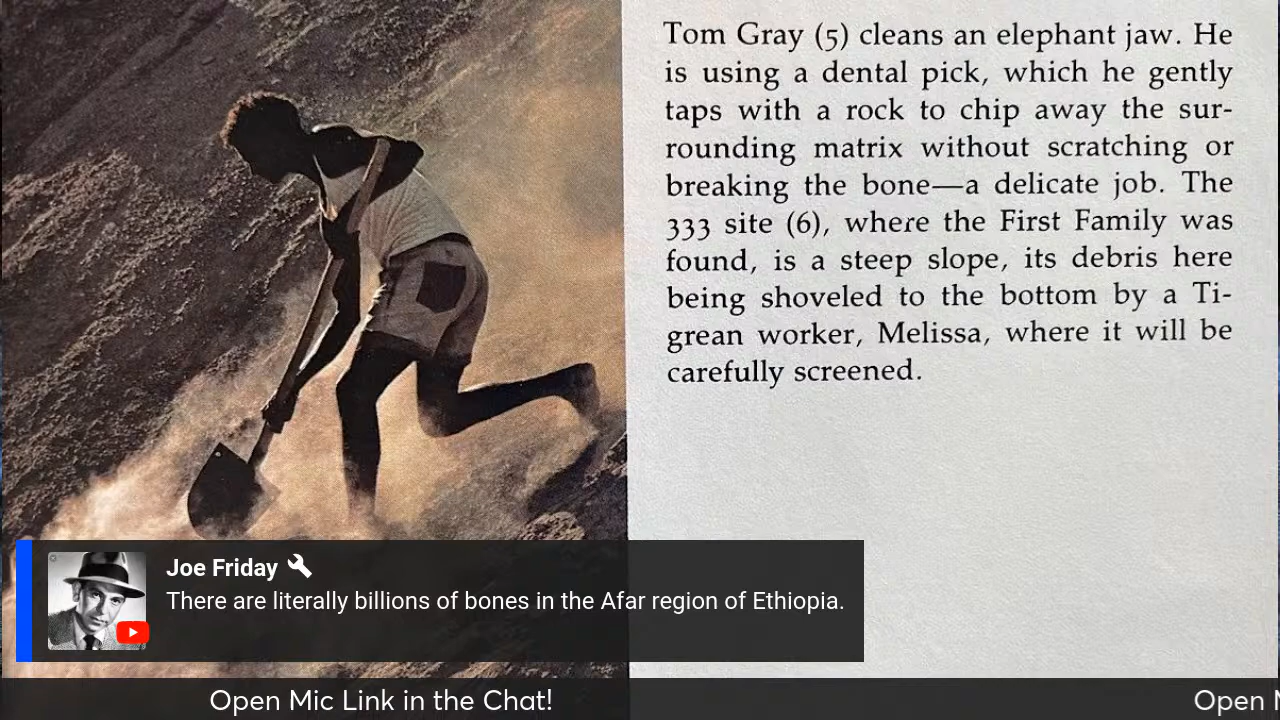 Tom Gray (5) cleans an elephant jaw. He
is using a dental pick, which he gently
taps with a rock to chip away the sur-
rounding matrix without scratching or
breaking the bone—a delicate job. The
333 site (6), where the First Family was
found, is a steep slope, its debris here
being shoveled to the bottom by a Ti-
grean worker, Melissa, where it will be
carefully screened.
Joe Friday
There are literally billions of bones in the Afar region of Ethiopia.
Open Mic Link in the Chat!
Open